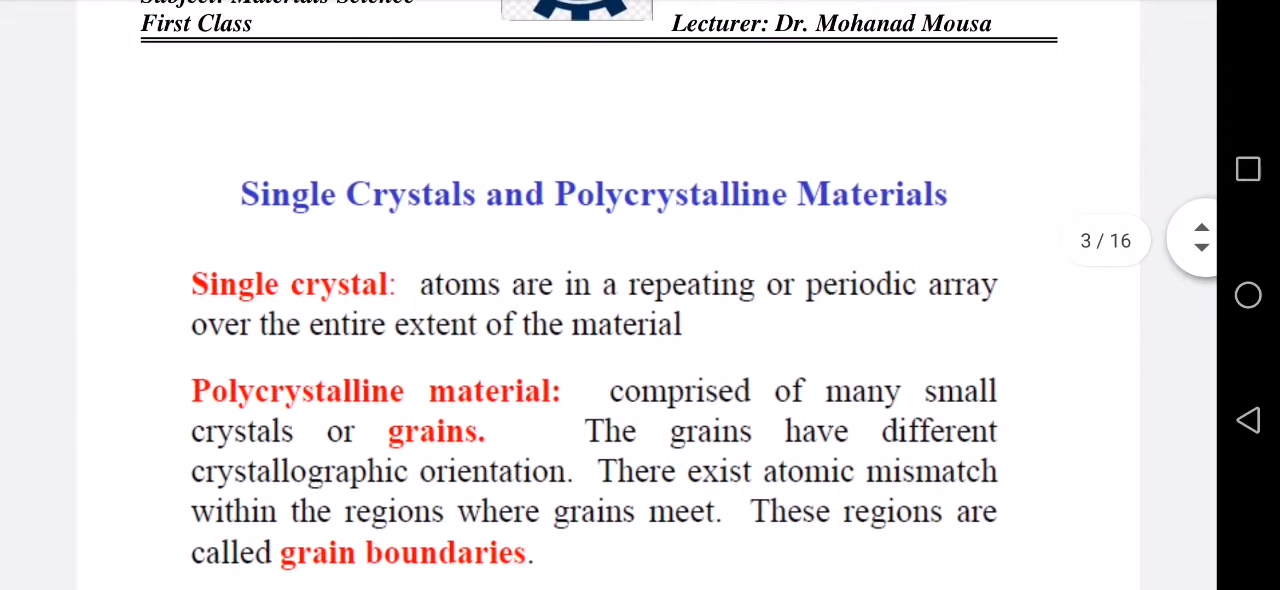 Subject: Materials Science
First Class
Lecturer: Dr. Mohanad Mousa
Single Crystals and Polycrystalline Materials
3 / 16
Single crystal: atoms are in a repeating or periodic array
over the entire extent of the material
Polycrystalline material: comprised of many small
crystals or grains. The grains have different
crystallographic orientation. There exist atomic mismatch
within the regions where grains meet. These regions are
called grain boundaries.